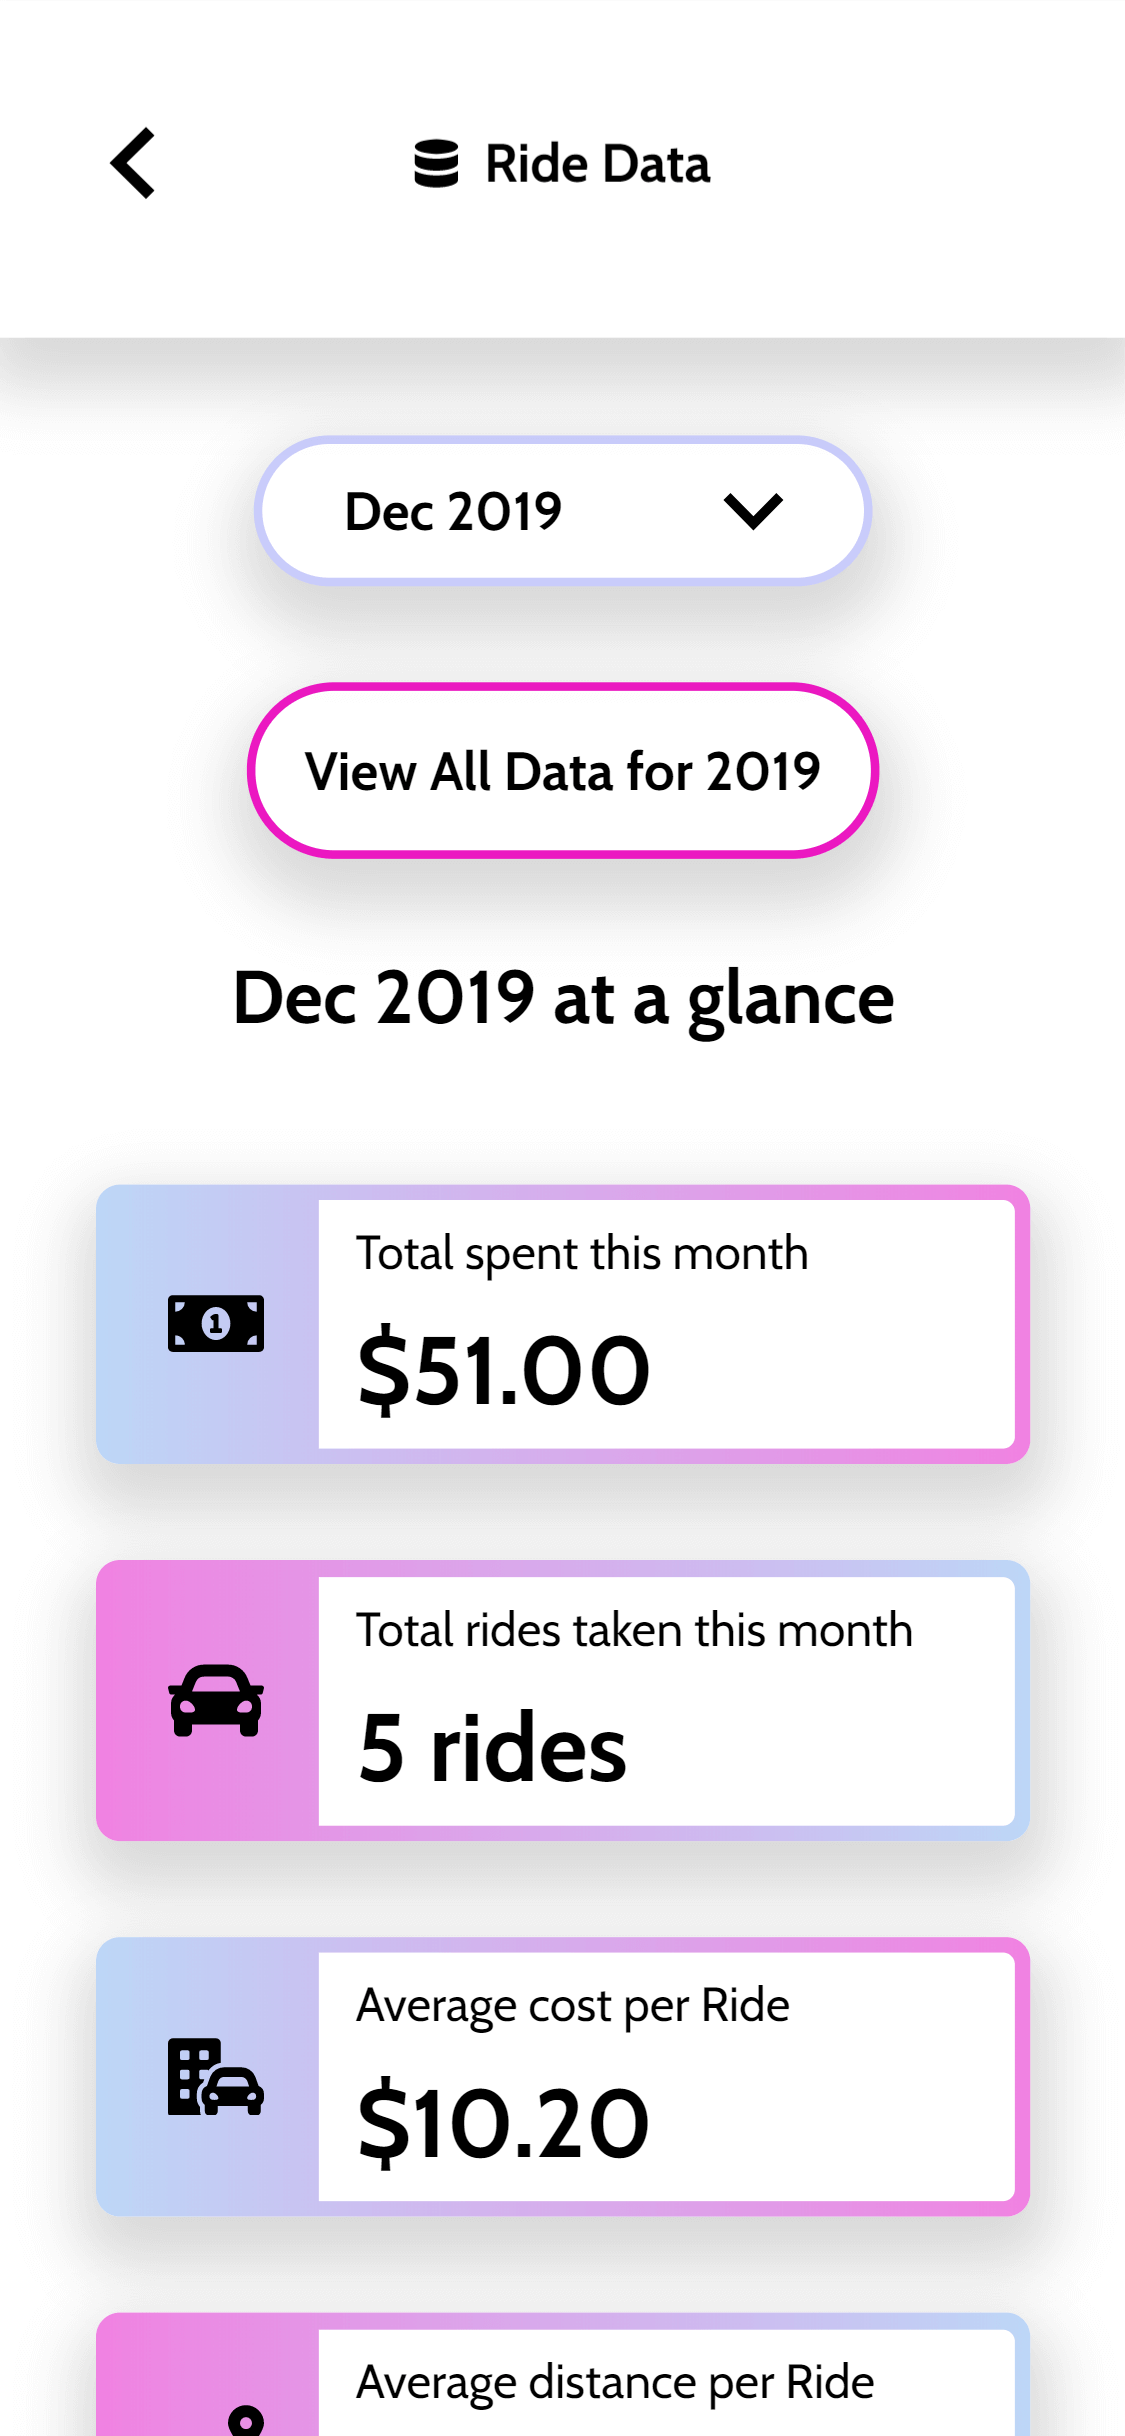 Ride Data
Dec 2019
View All Data for 2019
Dec 2019 at a glance
1
Total spent this month
$51.00
Total rides taken this month
5 rides
Average cost per Ride
$10.20
Average distance per Ride